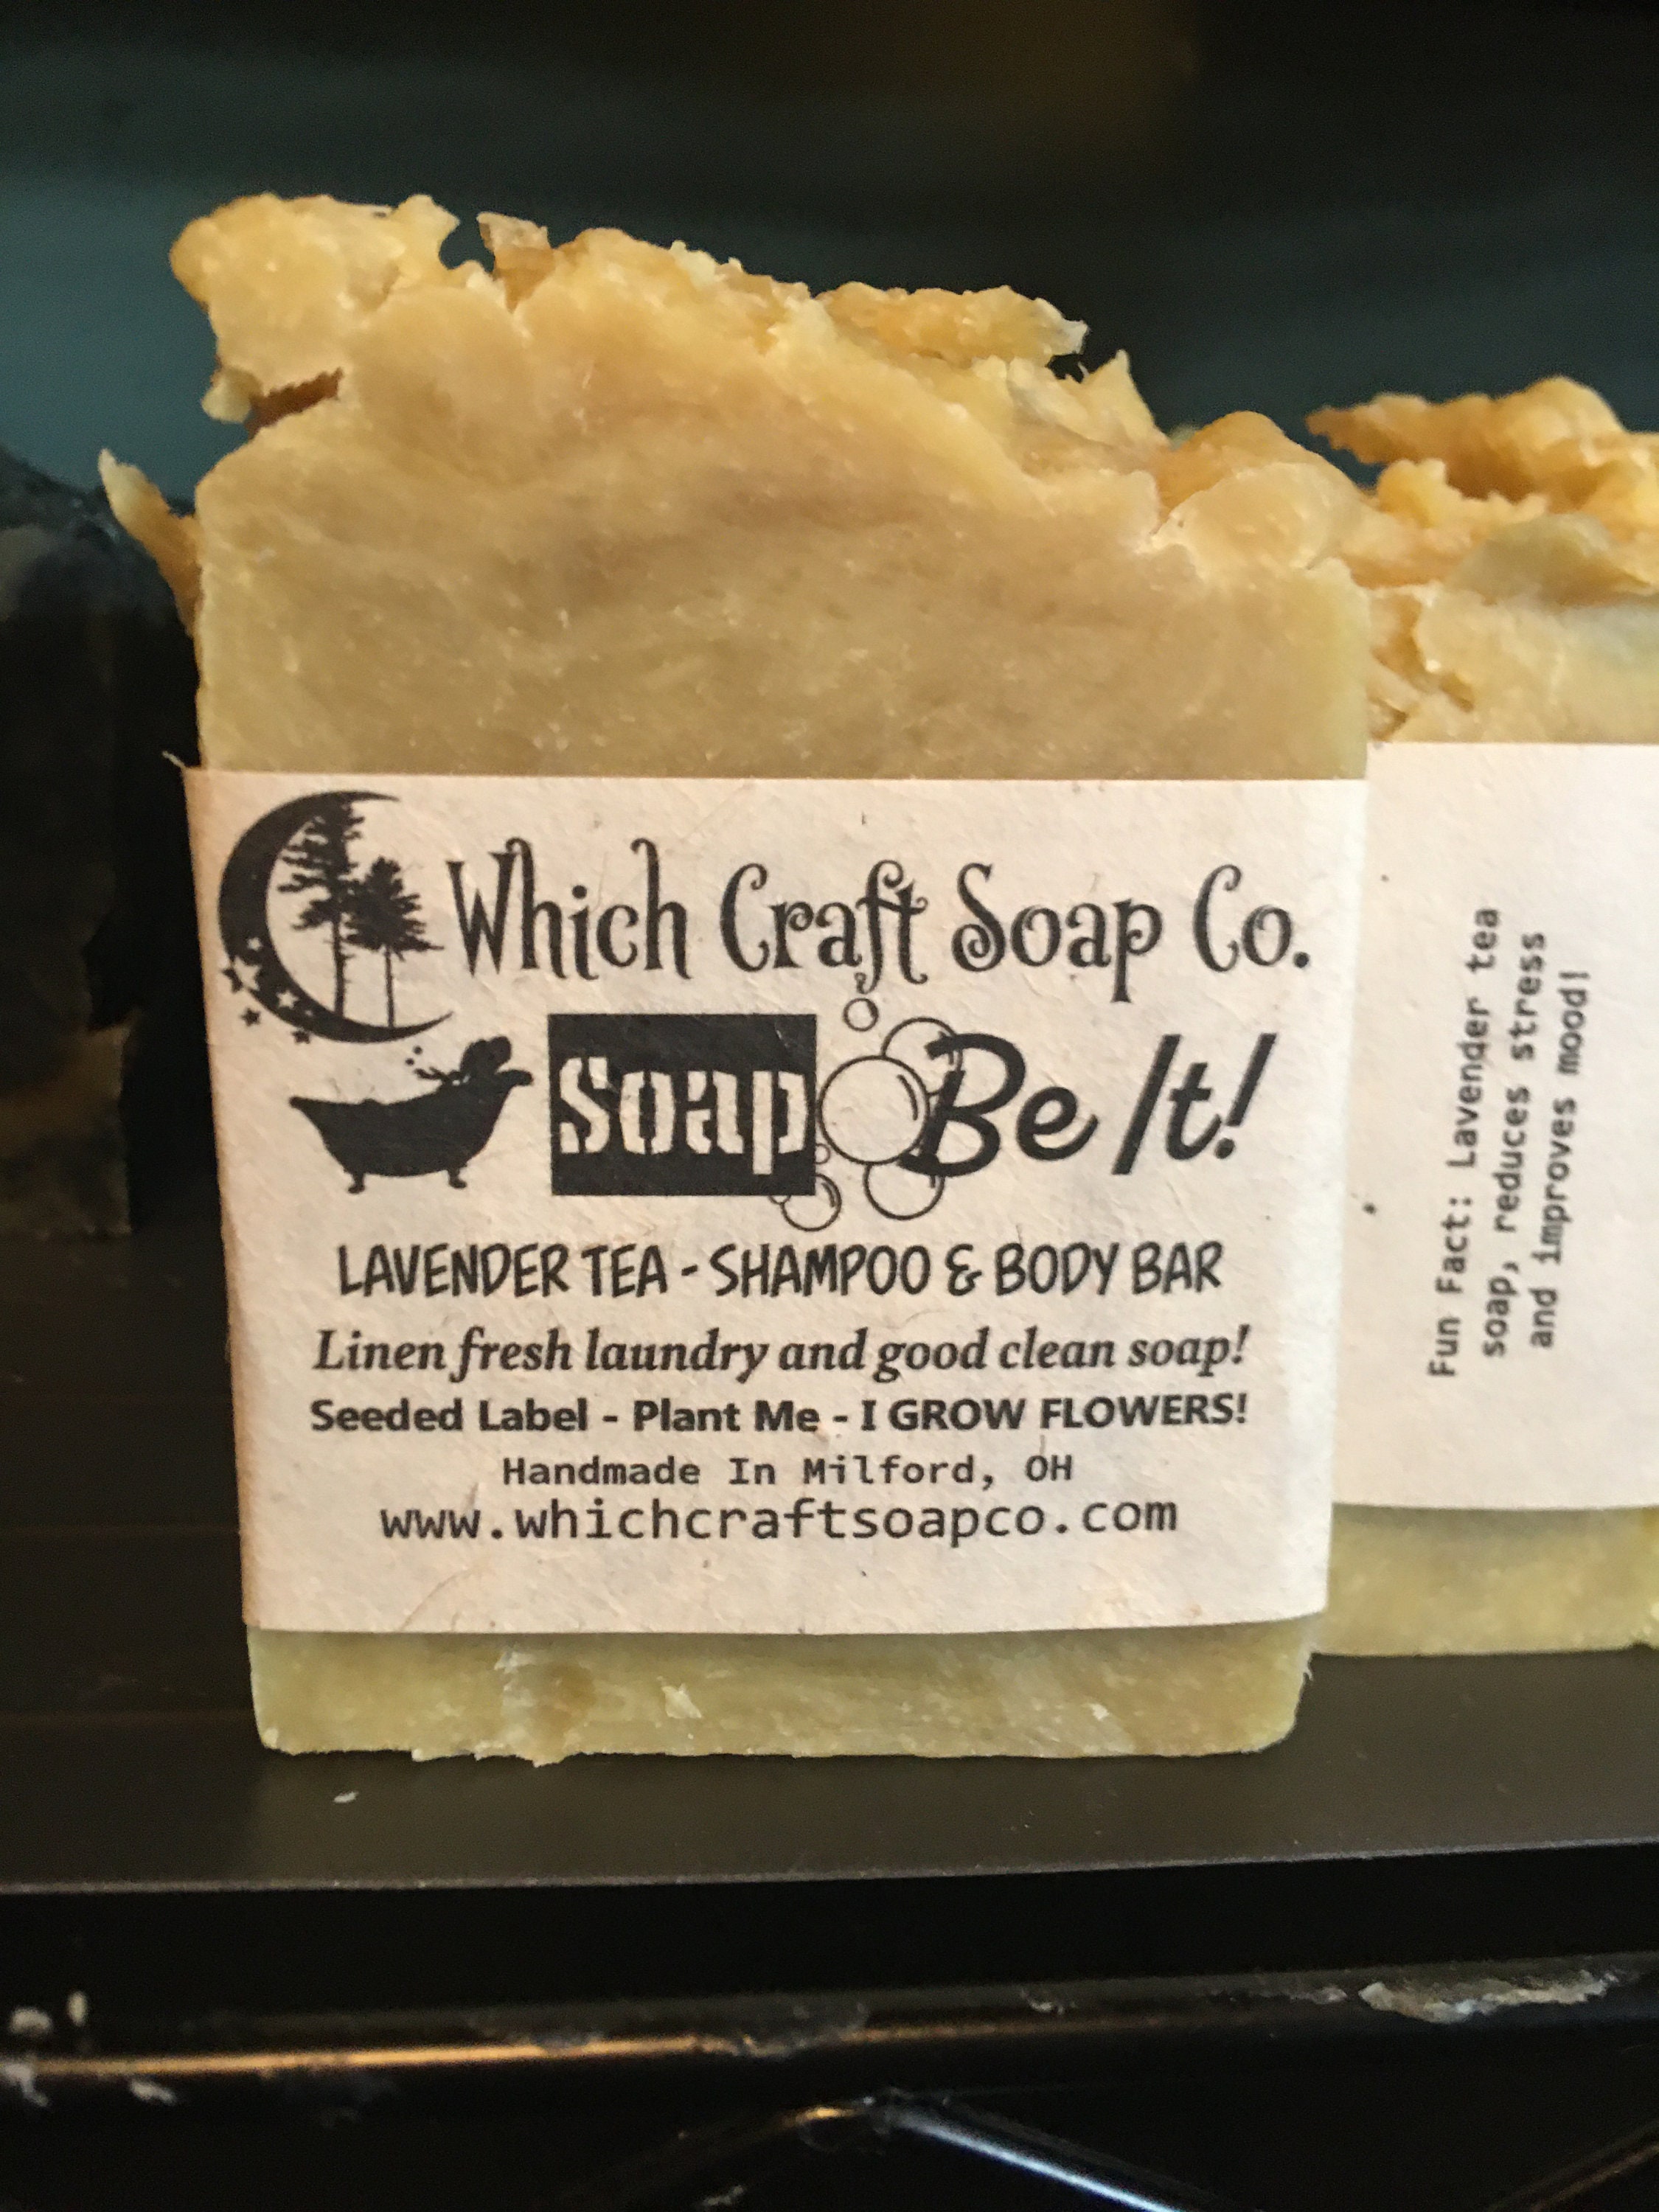 Which Craft Soap Co.
Soap Be It!
LAVENDER TEA - SHAMPOO & BODY BAR
Linen fresh laundry and good clean soap!
Seeded Label - Plant Me - I GROW FLOWERS!
Handmade In Milford, OH
www.whichcraftsoapco.com
Fun Fact: Lavender tea
soap, reduces stress
and improves mood!